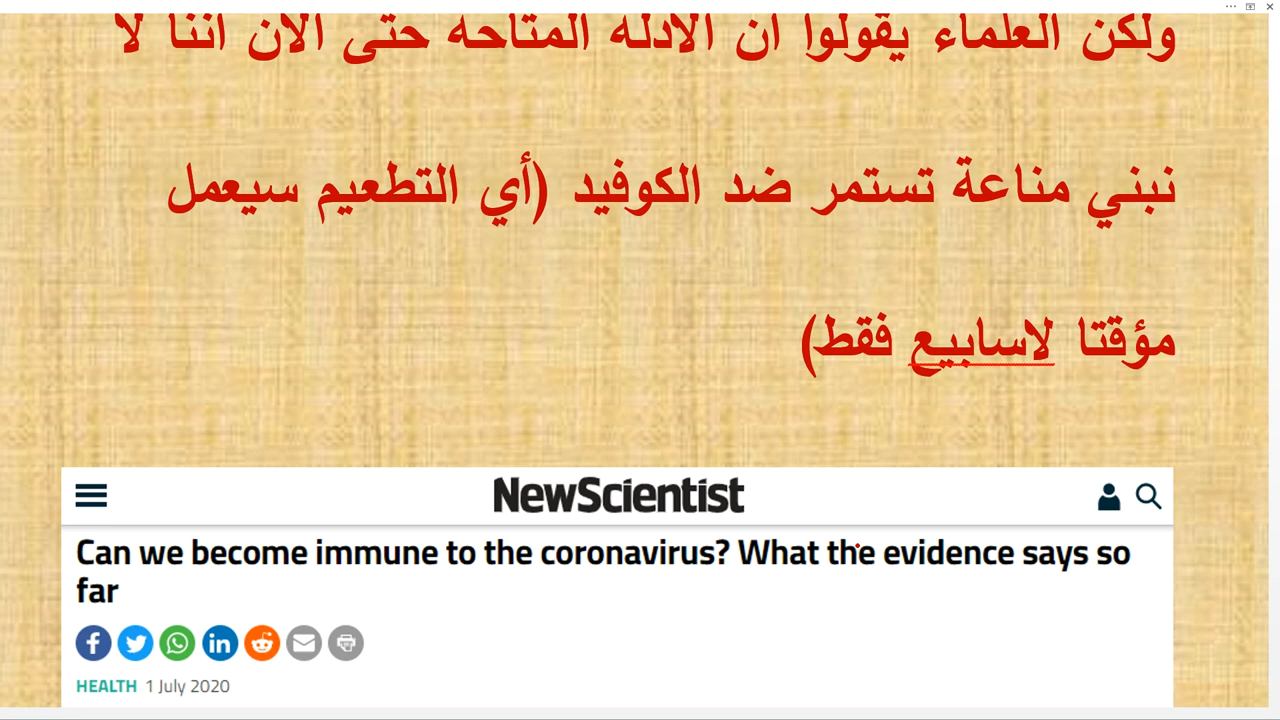 ولكن العلماء يقولوا ان الادله المتاحه حتى الان اننا لا
نبني مناعة تستمر ضد الكوفيد (أي التطعيم سيعمل
مؤقتا لاسابيع فقط)
NewScientist
Can we become immune to the coronavirus? What the evidence says so
far
HEALTH 1 July 2020